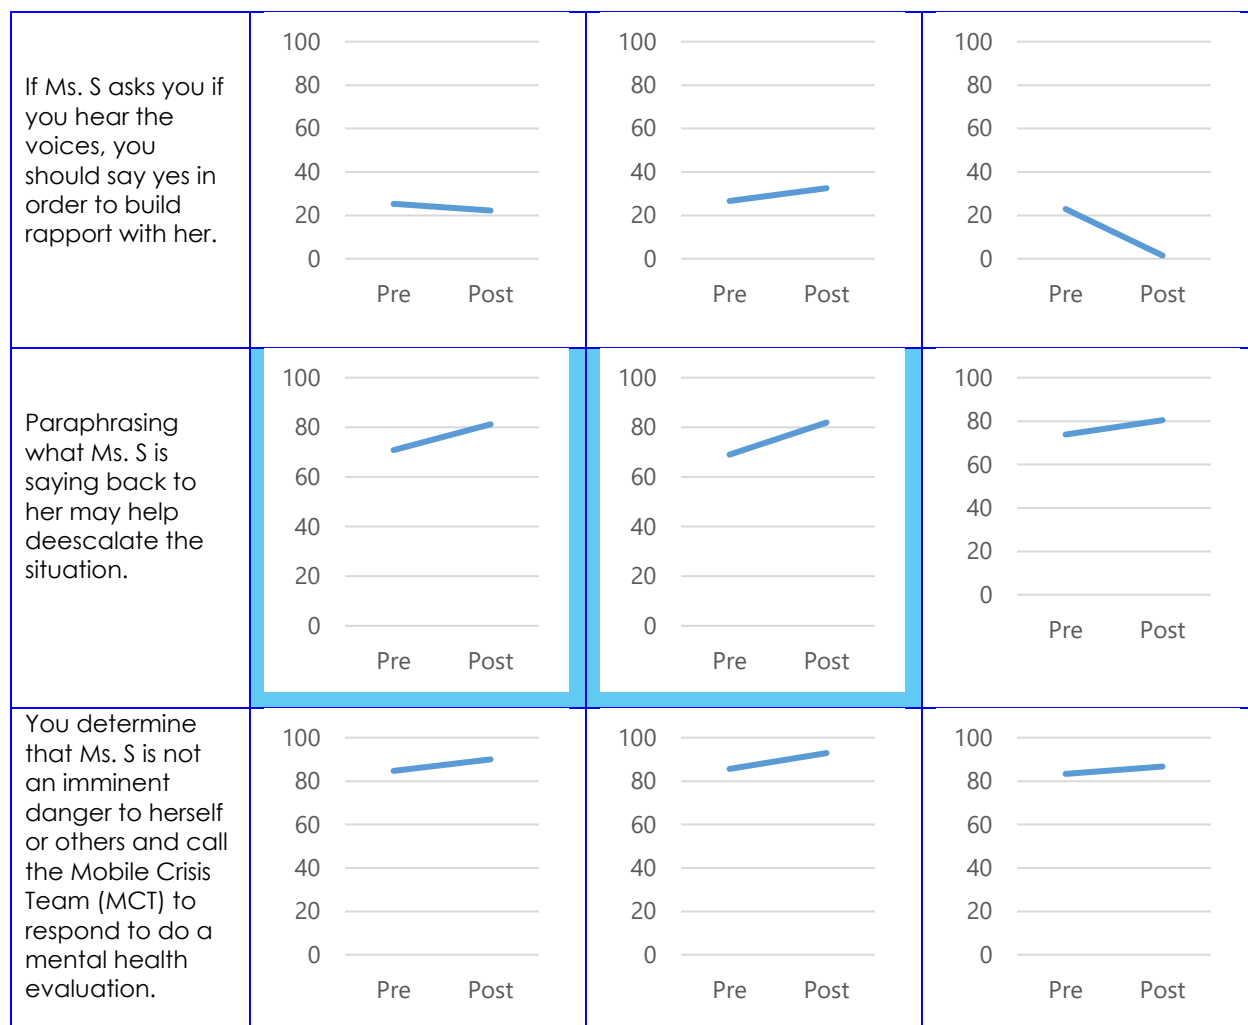 If Ms. S asks you if
you hear the
voices, you
should say yes in
order to build
rapport with her.
100
80
60
40
20
0
Pre Post
100
80
60
40
20
0
Pre Post
100
80
60
40
20
0
Pre Post
Paraphrasing
what Ms. S is
saying back to
her may help
deescalate the
situation.
100
80
60
40
20
0
Pre Post
100
80
60
40
20
0
Pre Post
100
80
60
40
20
0
Pre Post
You determine
that Ms. S is not
an imminent
danger to herself
or others and call
the Mobile Crisis
Team (MCT) to
respond to do a
mental health
evaluation.
100
80
60
40
20
0
Pre Post
100
80
60
40
20
0
Pre Post
100
80
60
40
20
0
Pre Post